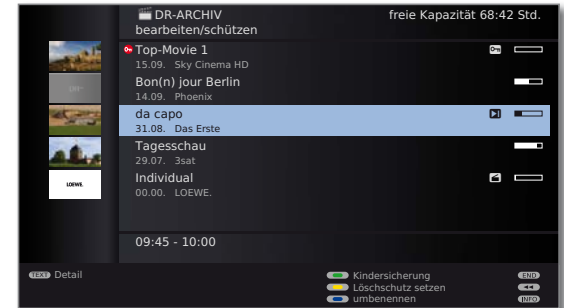 DR-ARCHIV freie Kapazität 68:42 Std.
bearbeiten/schützen
Top-Movie 1
15.09. Sky Cinema HD
Bon(n) jour Berlin
14.09. Phoenix
da capo
31.08. Das Erste
Tagesschau
29.07. 3sat
Individual
00.00. LOEWE.
LOEWE.
09:45 - 10:00
TEXT Detail
Kindersicherung END
Löschschutz setzen
umbenennen INFO